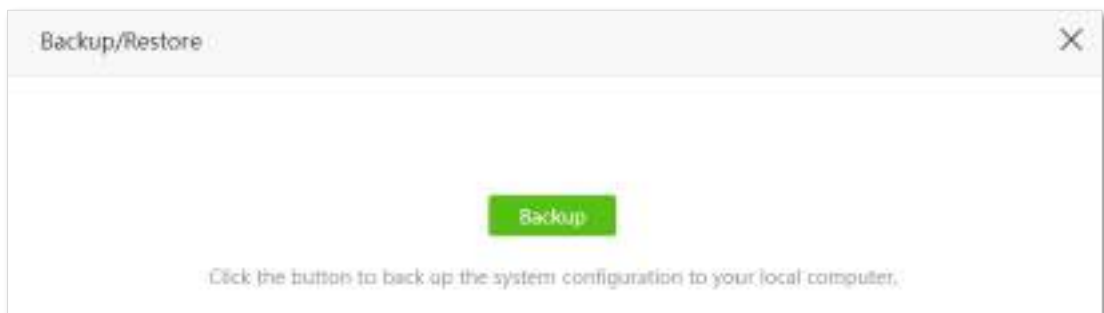 Backup/Restore
Backup
Click the button to back up the system configuration to your local computer.